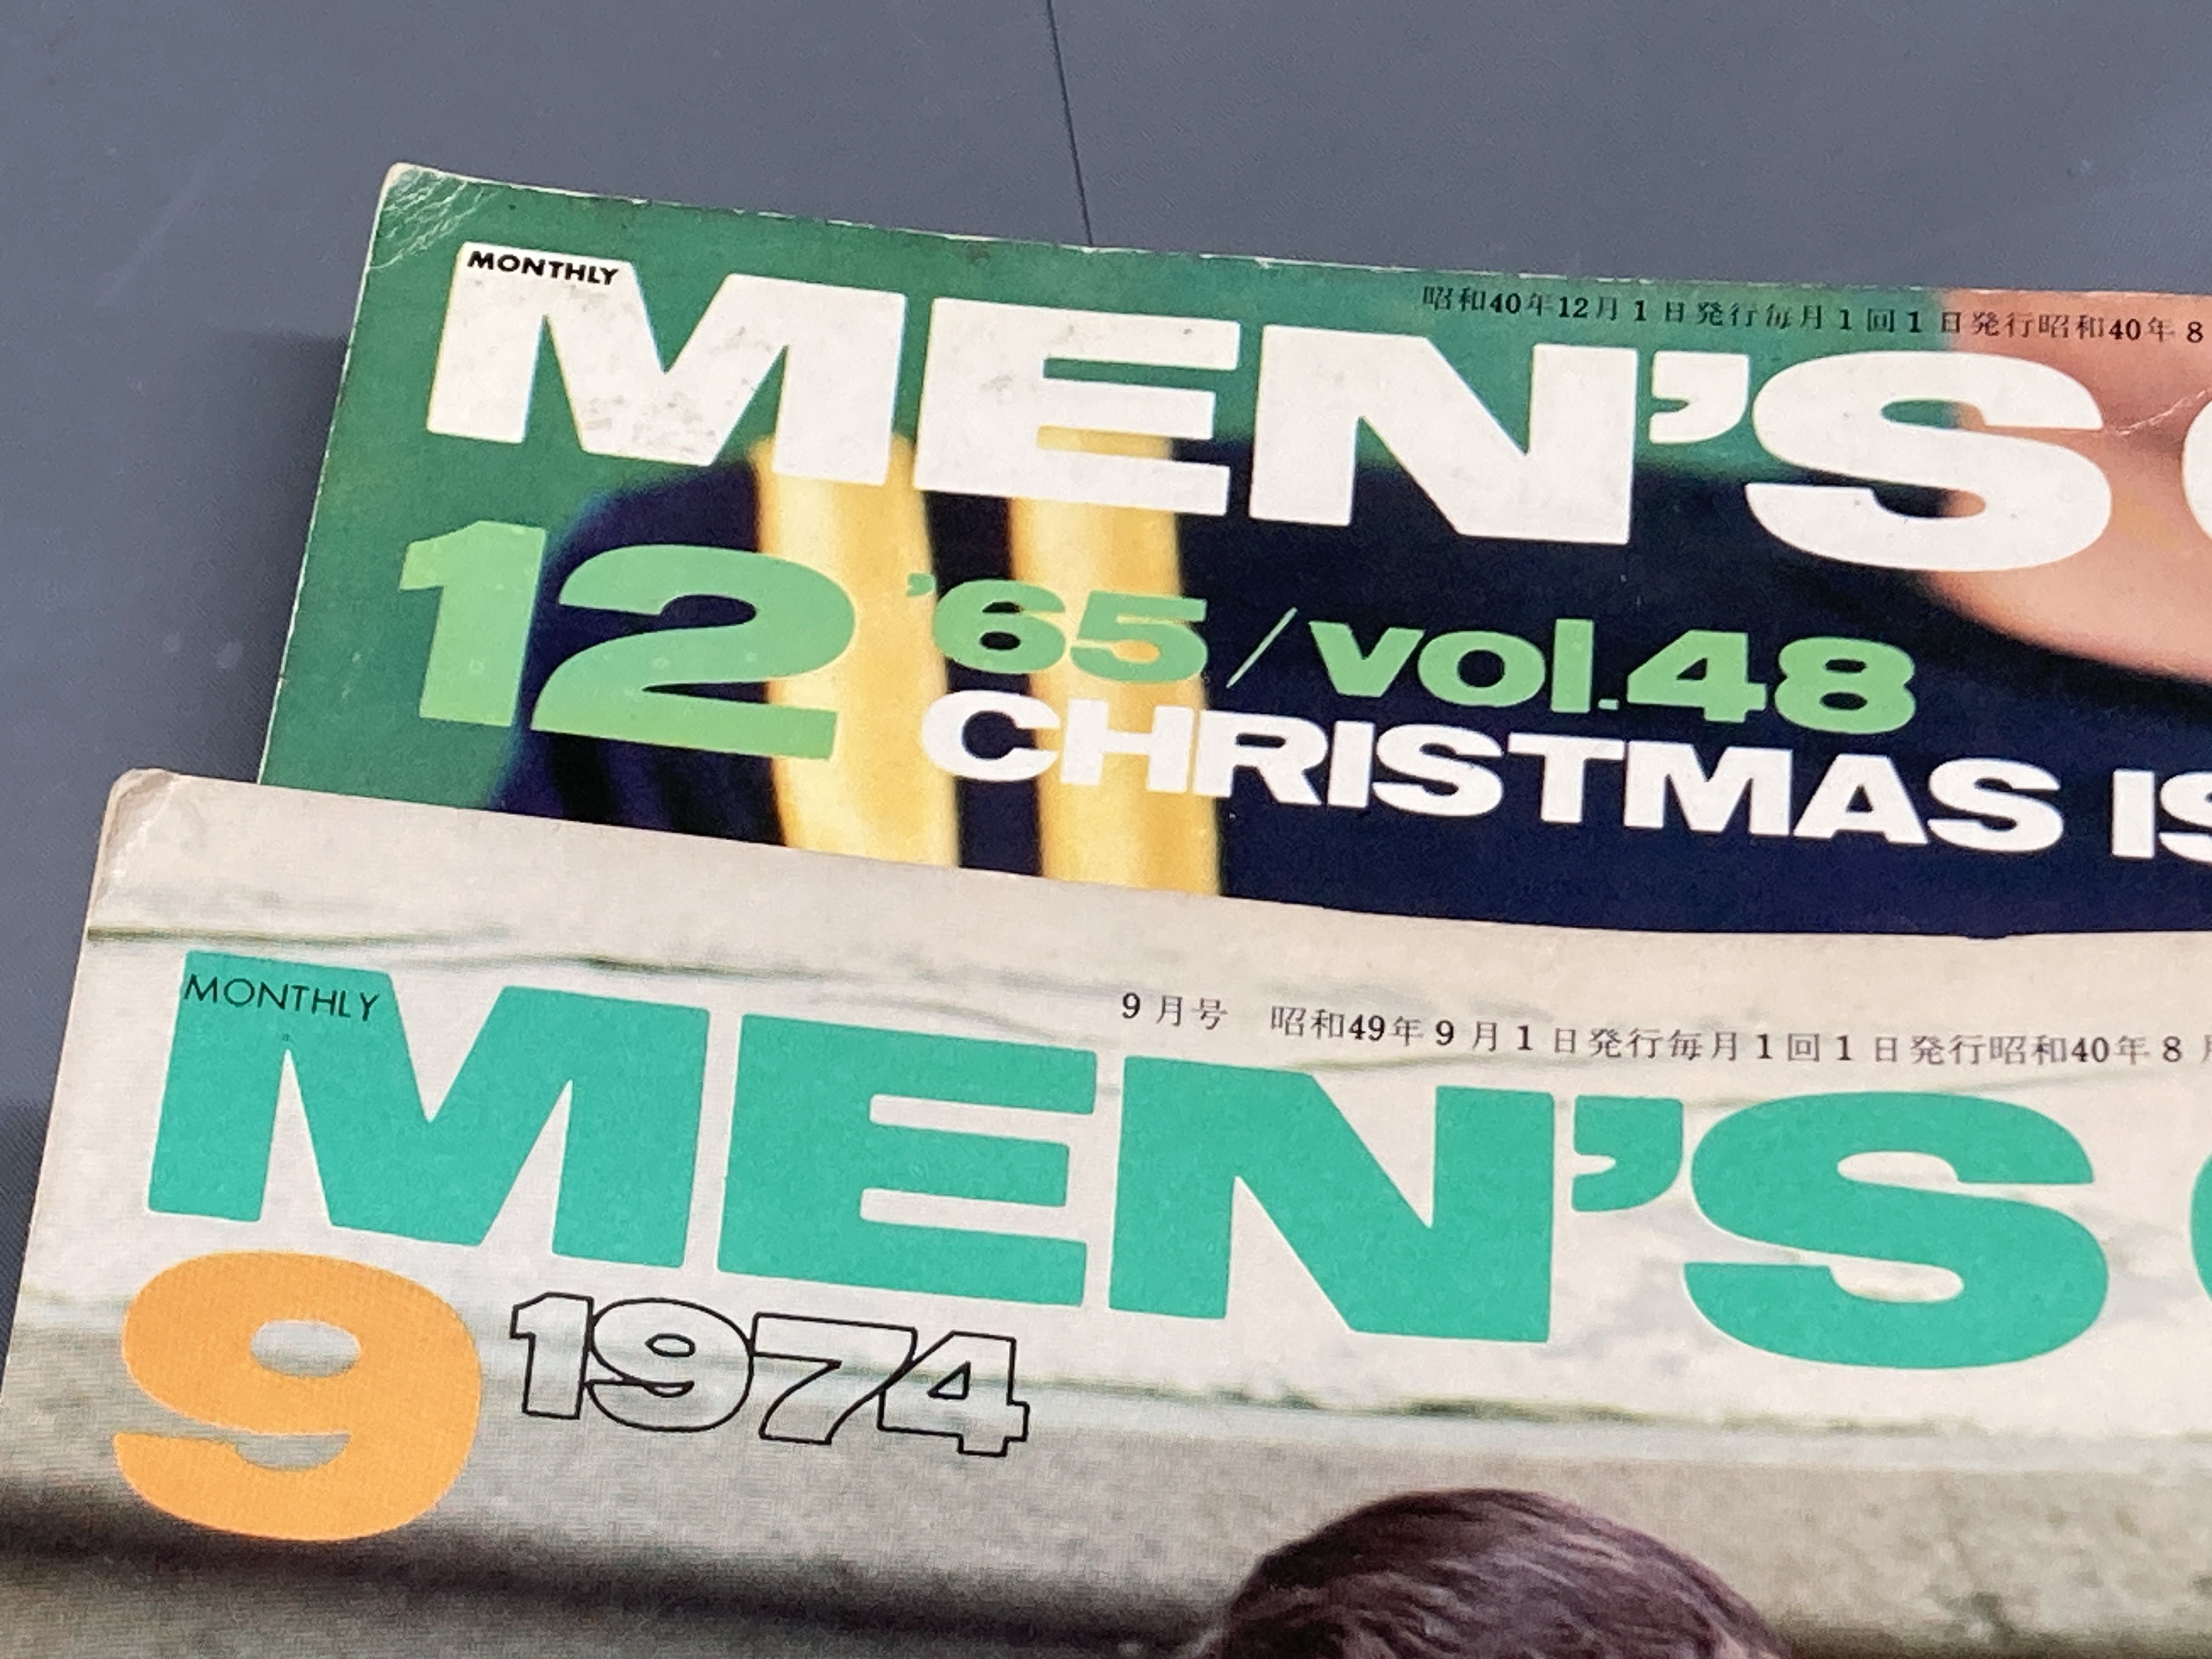 MONTHLY
昭和40年12月1日発行毎月1回1日発行昭和40年8
MEN'S
12 '65/vol.48
CHRISTMAS IS
MONTHLY
9月号 昭和49年9月1日発行毎月1回1日発行昭和40年8月
MEN'S
9 1974